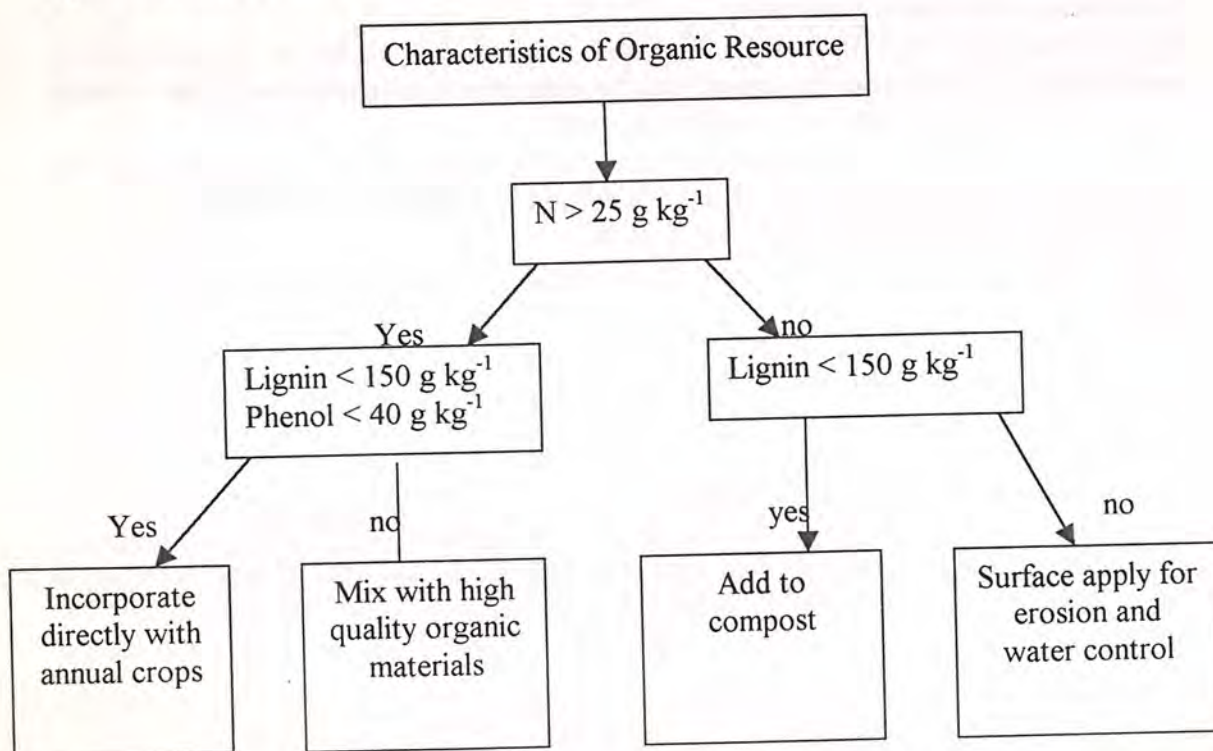 Characteristics of Organic Resource
N > 25 g kg⁻¹
Yes
no
Lignin < 150 g kg⁻¹
Phenol < 40 g kg⁻¹
Lignin < 150 g kg⁻¹
Yes
no
yes
no
Incorporate
directly with
annual crops
Mix with high
quality organic
materials
Add to
compost
Surface apply for
erosion and
water control